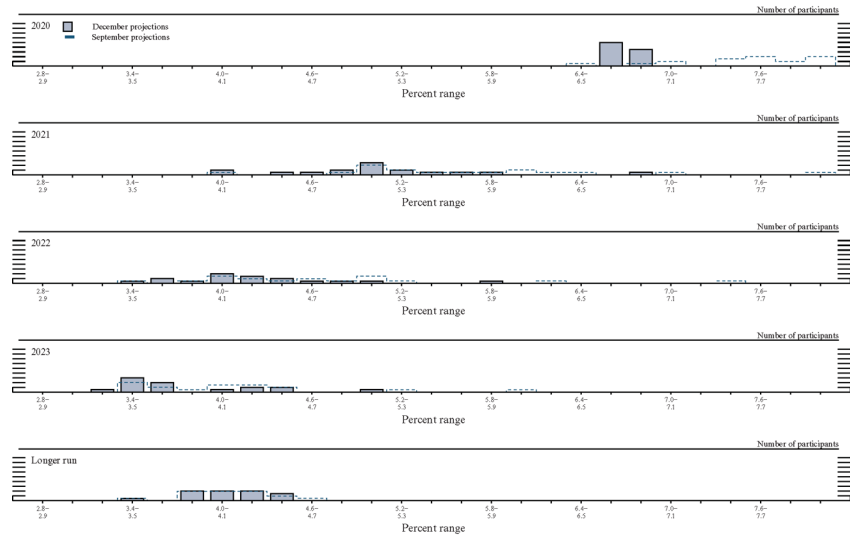 Number of participants
2020
December projections
September projections
2.8– 3.4– 4.0– 4.6– 5.2– 5.8– 6.4– 7.0– 7.6–
2.9 3.5 4.1 4.7 5.3 5.9 6.5 7.1 7.7
Percent range
Number of participants
2021
2.8– 3.4– 4.0– 4.6– 5.2– 5.8– 6.4– 7.0– 7.6–
2.9 3.5 4.1 4.7 5.3 5.9 6.5 7.1 7.7
Percent range
Number of participants
2022
2.8– 3.4– 4.0– 4.6– 5.2– 5.8– 6.4– 7.0– 7.6–
2.9 3.5 4.1 4.7 5.3 5.9 6.5 7.1 7.7
Percent range
Number of participants
2023
2.8– 3.4– 4.0– 4.6– 5.2– 5.8– 6.4– 7.0– 7.6–
2.9 3.5 4.1 4.7 5.3 5.9 6.5 7.1 7.7
Percent range
Number of participants
Longer run
2.8– 3.4– 4.0– 4.6– 5.2– 5.8– 6.4– 7.0– 7.6–
2.9 3.5 4.1 4.7 5.3 5.9 6.5 7.1 7.7
Percent range